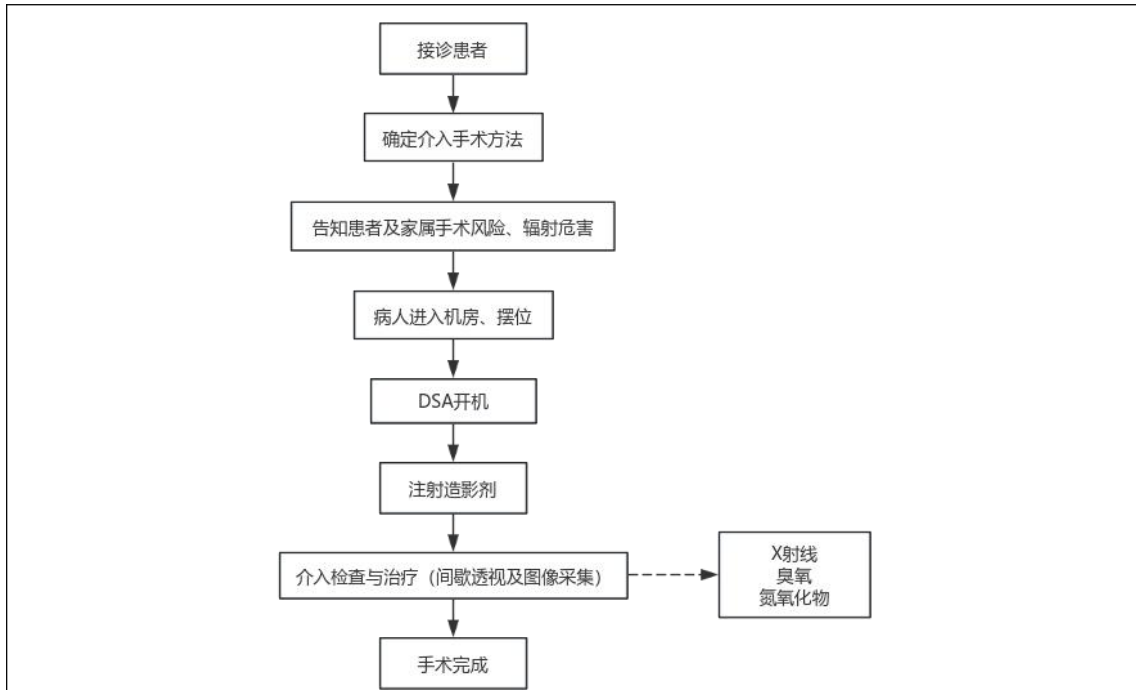 接诊患者
确定介入手术方法
告知患者及家属手术风险、辐射危害
病人进入机房、摆位
DSA开机
注射造影剂
介入检查与治疗（间歇透视及图像采集）
X射线
臭氧
氮氧化物
手术完成